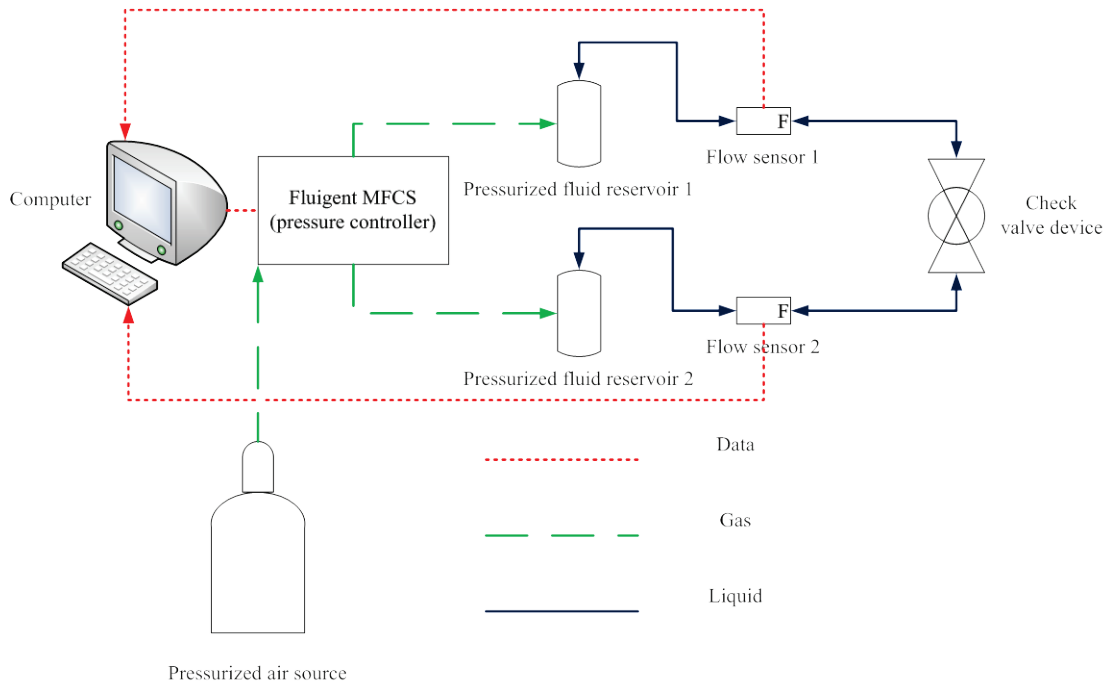 Computer
Fluigent MFCS
(pressure controller)
Pressurized fluid reservoir 1
F
Flow sensor 1
Check
valve device
Pressurized fluid reservoir 2
F
Flow sensor 2
Data
Gas
Liquid
Pressurized air source